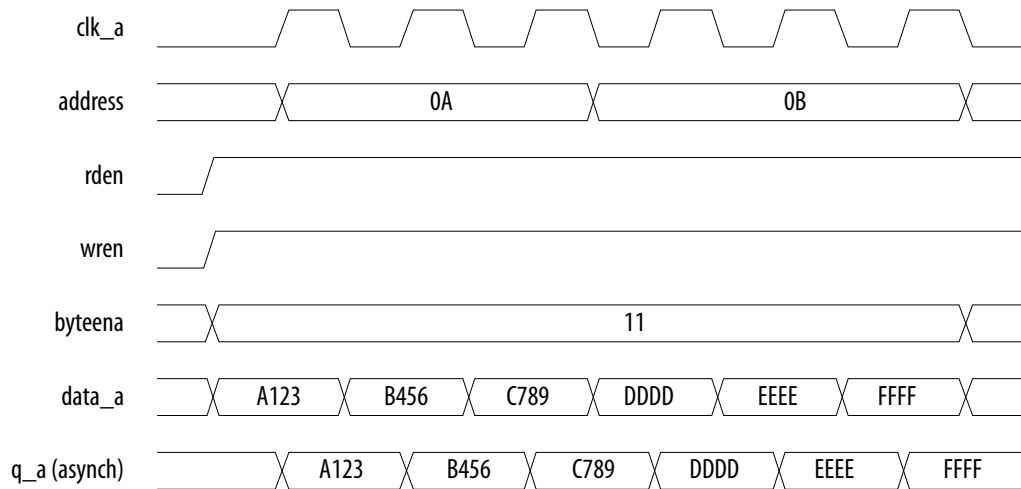 clk_a
address 0A 0B
rden
wren
byteena 11
data_a A123 B456 C789 DDDD EEEE FFFF
q_a (asynch) A123 B456 C789 DDDD EEEE FFFF